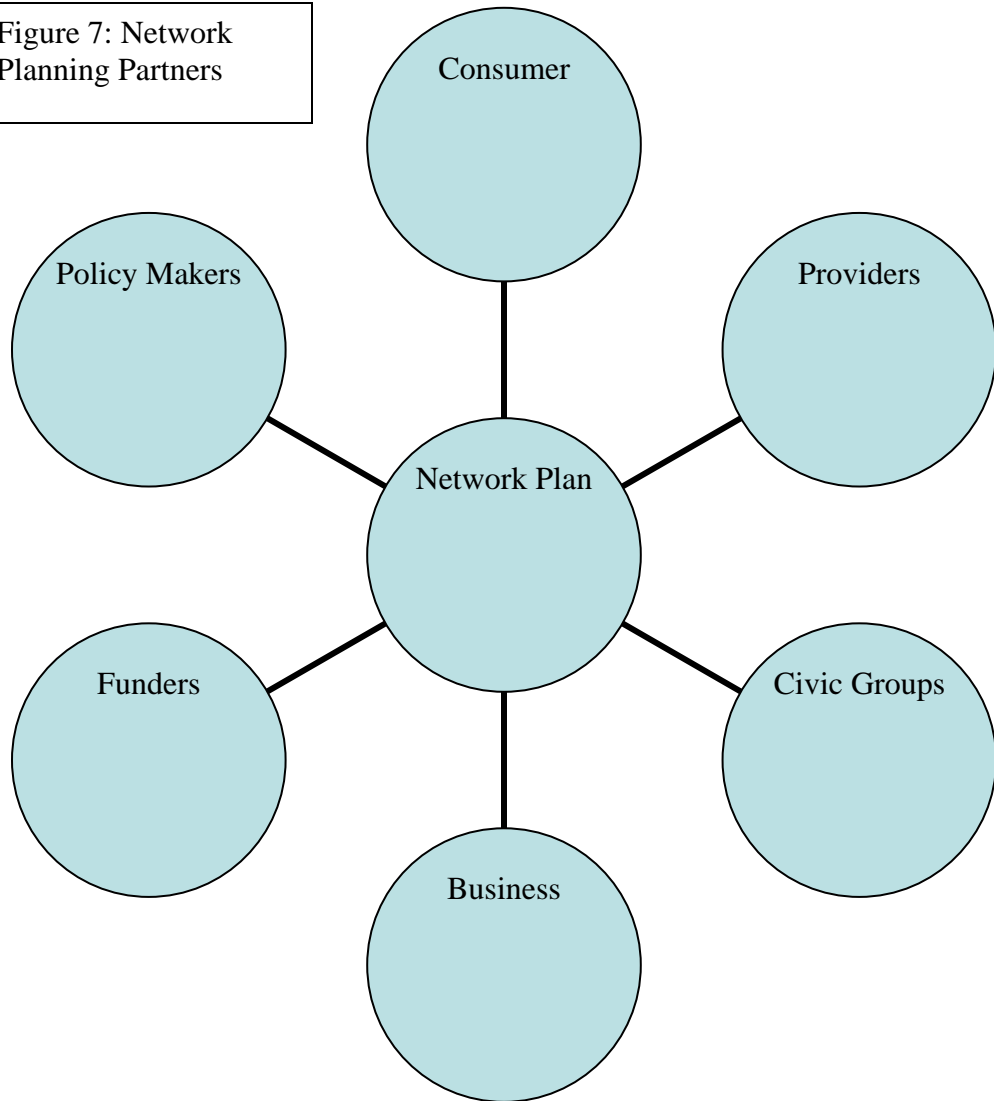 Figure 7: Network
Planning Partners
Consumer
Policy Makers
Providers
Network Plan
Funders
Civic Groups
Business